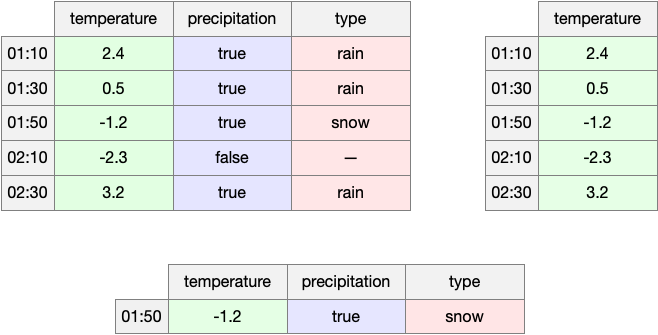 temperature precipitation type
01:10 2.4 true rain
01:30 0.5 true rain
01:50 -1.2 true snow
02:10 -2.3 false —
02:30 3.2 true rain
temperature
01:10 2.4
01:30 0.5
01:50 -1.2
02:10 -2.3
02:30 3.2
temperature precipitation type
01:50 -1.2 true snow